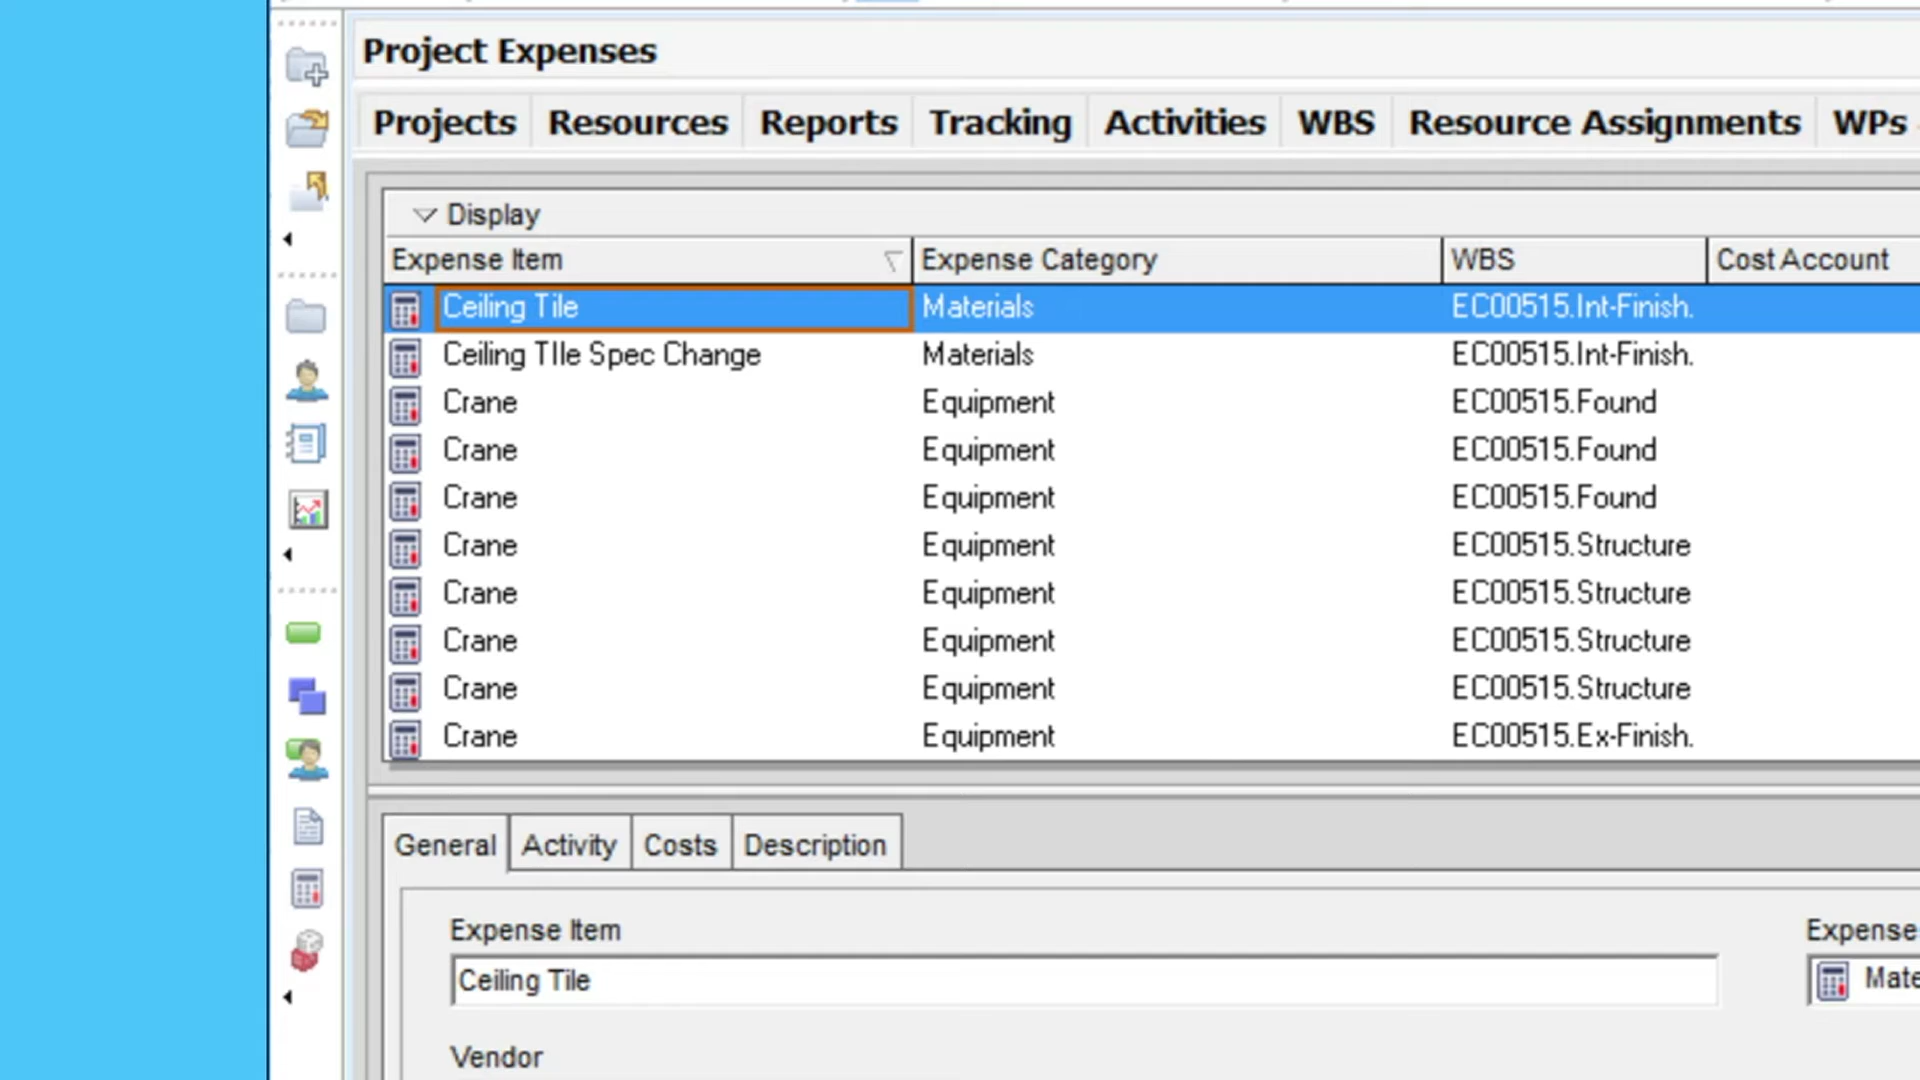 Project Expenses
Projects Resources Reports Tracking Activities WBS Resource Assignments WPs
Display
Expense Item Expense Category WBS Cost Account
Ceiling Tile Materials EC00515.Int-Finish.
Ceiling TIle Spec Change Materials EC00515.Int-Finish.
Crane Equipment EC00515.Found
Crane Equipment EC00515.Found
Crane Equipment EC00515.Found
Crane Equipment EC00515.Structure
Crane Equipment EC00515.Structure
Crane Equipment EC00515.Structure
Crane Equipment EC00515.Structure
Crane Equipment EC00515.Ex-Finish.
General Activity Costs Description
Expense Item Expense
Ceiling Tile Mate
Vendor